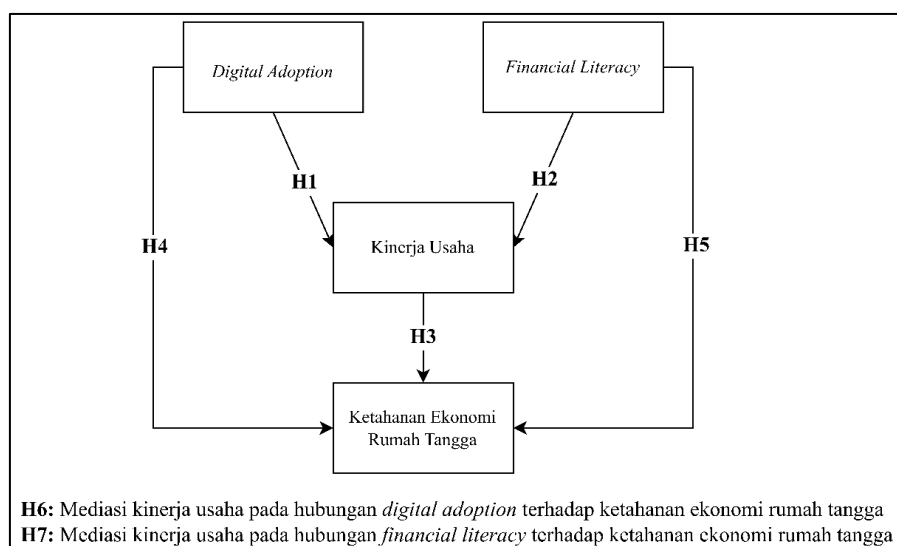 Digital Adoption
Financial Literacy
H1
H2
Kinerja Usaha
H4
H5
H3
Ketahanan Ekonomi
Rumah Tangga
H6: Mediasi kinerja usaha pada hubungan digital adoption terhadap ketahanan ekonomi rumah tangga
H7: Mediasi kinerja usaha pada hubungan financial literacy terhadap ketahanan ekonomi rumah tangga